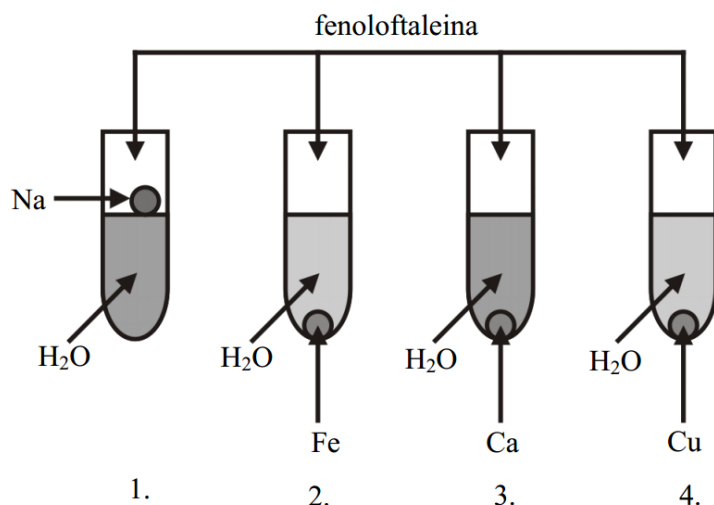 fenoloftaleina
Na
H₂O
H₂O
H₂O
H₂O
Fe
Ca
Cu
1.
2.
3.
4.